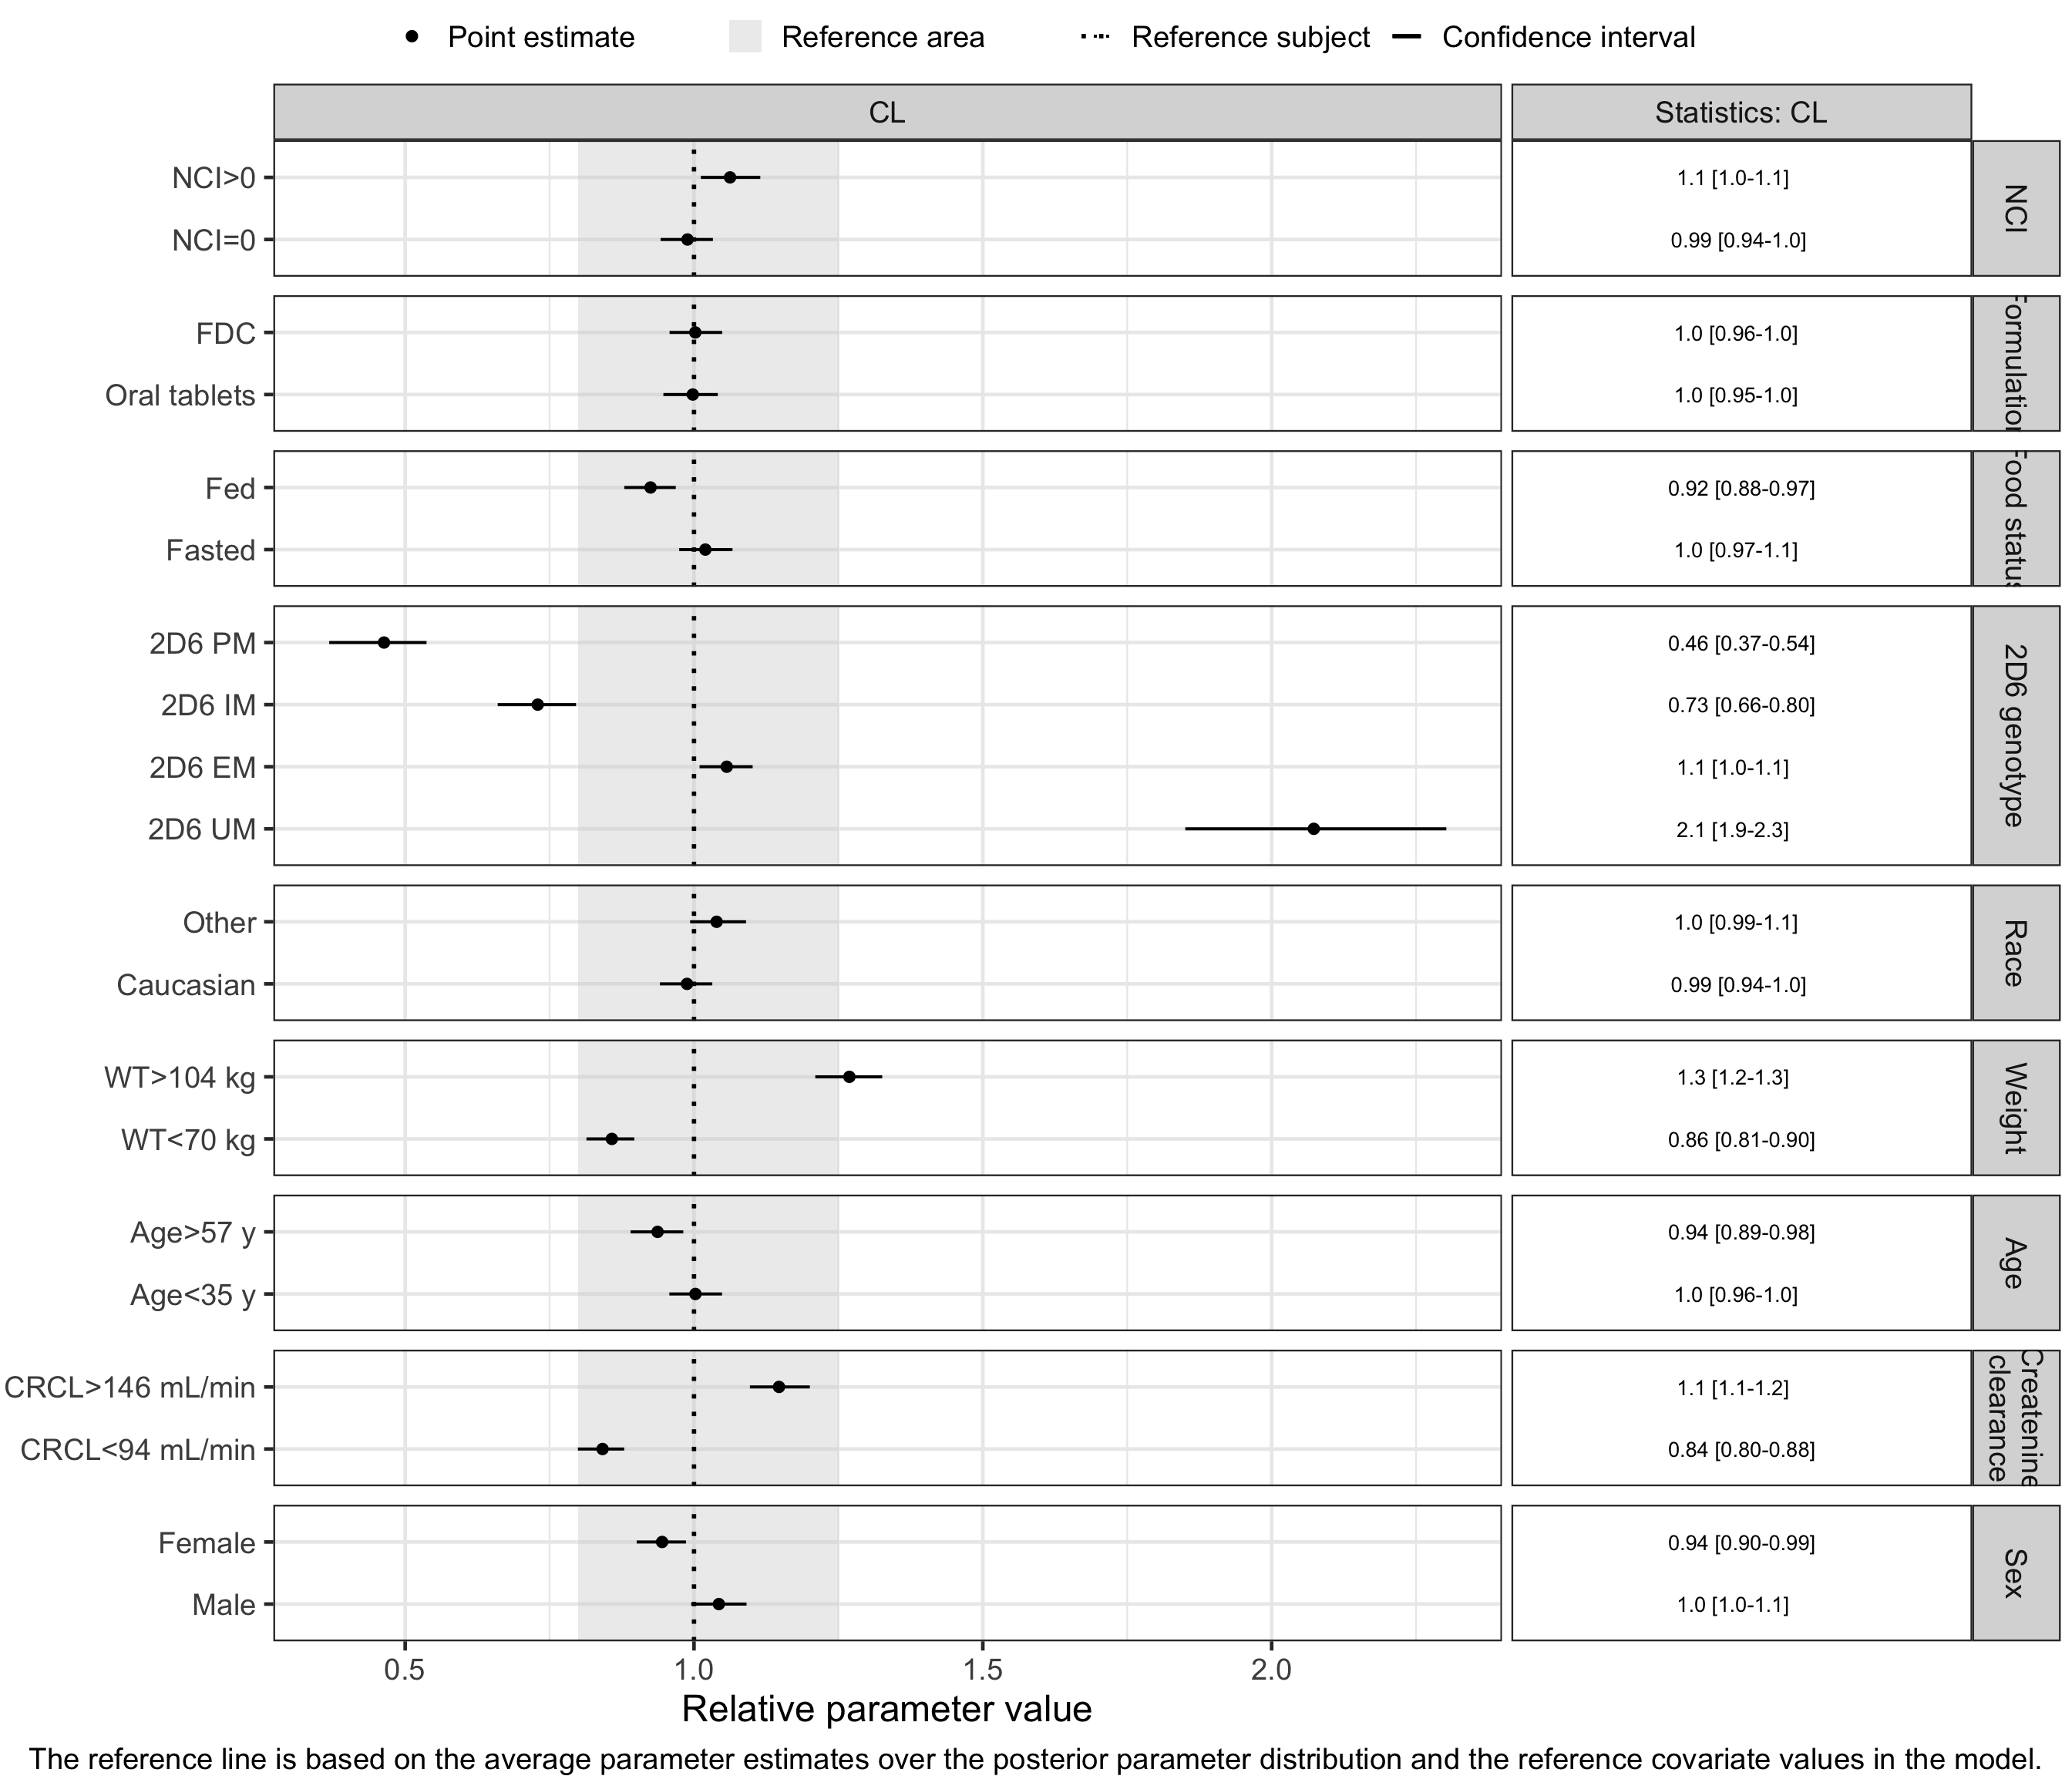 Point estimate Reference area Reference subject Confidence interval
CL Statistics: CL
NCI>0 1.1 [1.0-1.1]
NCI=0 0.99 [0.94-1.0]
NCI
FDC 1.0 [0.96-1.0]
Oral tablets 1.0 [0.95-1.0]
Formulation
Fed 0.92 [0.88-0.97]
Fasted 1.0 [0.97-1.1]
Food status
2D6 PM 0.46 [0.37-0.54]
2D6 IM 0.73 [0.66-0.80]
2D6 EM 1.1 [1.0-1.1]
2D6 UM 2.1 [1.9-2.3]
2D6 genotype
Other 1.0 [0.99-1.1]
Caucasian 0.99 [0.94-1.0]
Race
WT>104 kg 1.3 [1.2-1.3]
WT<70 kg 0.86 [0.81-0.90]
Weight
Age>57 y 0.94 [0.89-0.98]
Age<35 y 1.0 [0.96-1.0]
Age
CRCL>146 mL/min 1.1 [1.1-1.2]
CRCL<94 mL/min 0.84 [0.80-0.88]
Createnine
clearance
Female 0.94 [0.90-0.99]
Male 1.0 [1.0-1.1]
Sex
0.5 1.0 1.5 2.0
Relative parameter value
The reference line is based on the average parameter estimates over the posterior parameter distribution and the reference covariate values in the model.